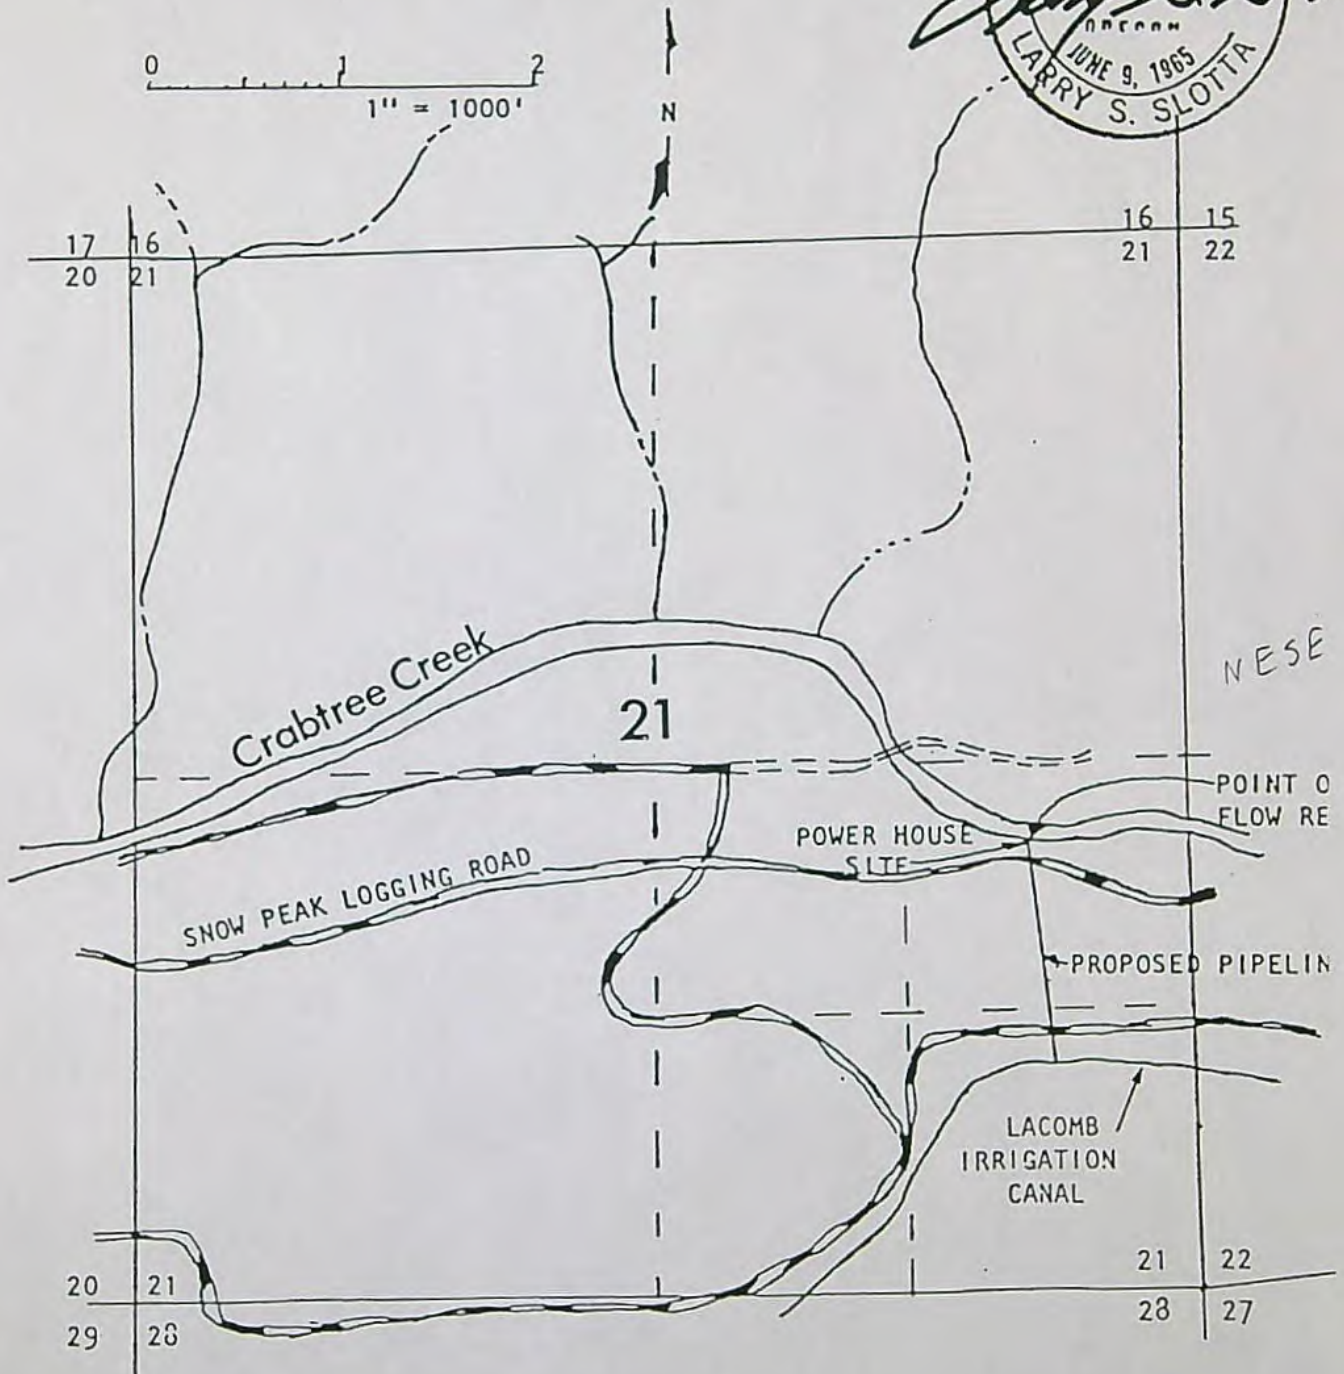 JUNE 9, 1965
LARRY S. SLOTTA
0 1 2
1" = 1000'
N
17 16
20 21
16 15
21 22
NESE
Crabtree Creek
21
POINT O
FLOW RE
POWER HOUSE
SITE
SNOW PEAK LOGGING ROAD
PROPOSED PIPELIN
LACOMB
IRRIGATION
CANAL
20 21
29 28
21 22
28 27